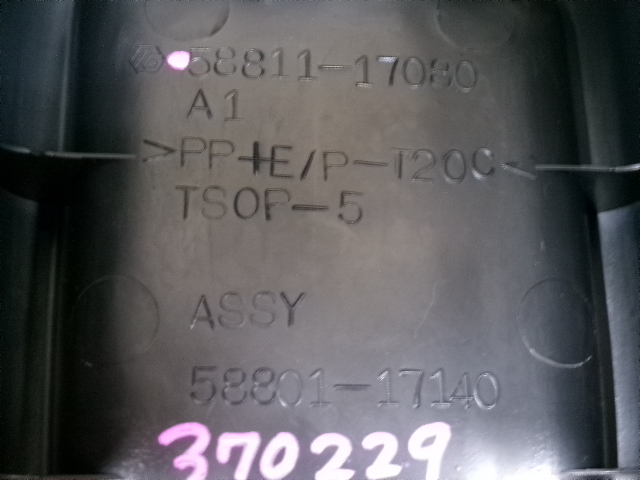 58811-17080
A1
>PP+E/P-T20<
TSOP-5
ASSY
58801-17140
370229